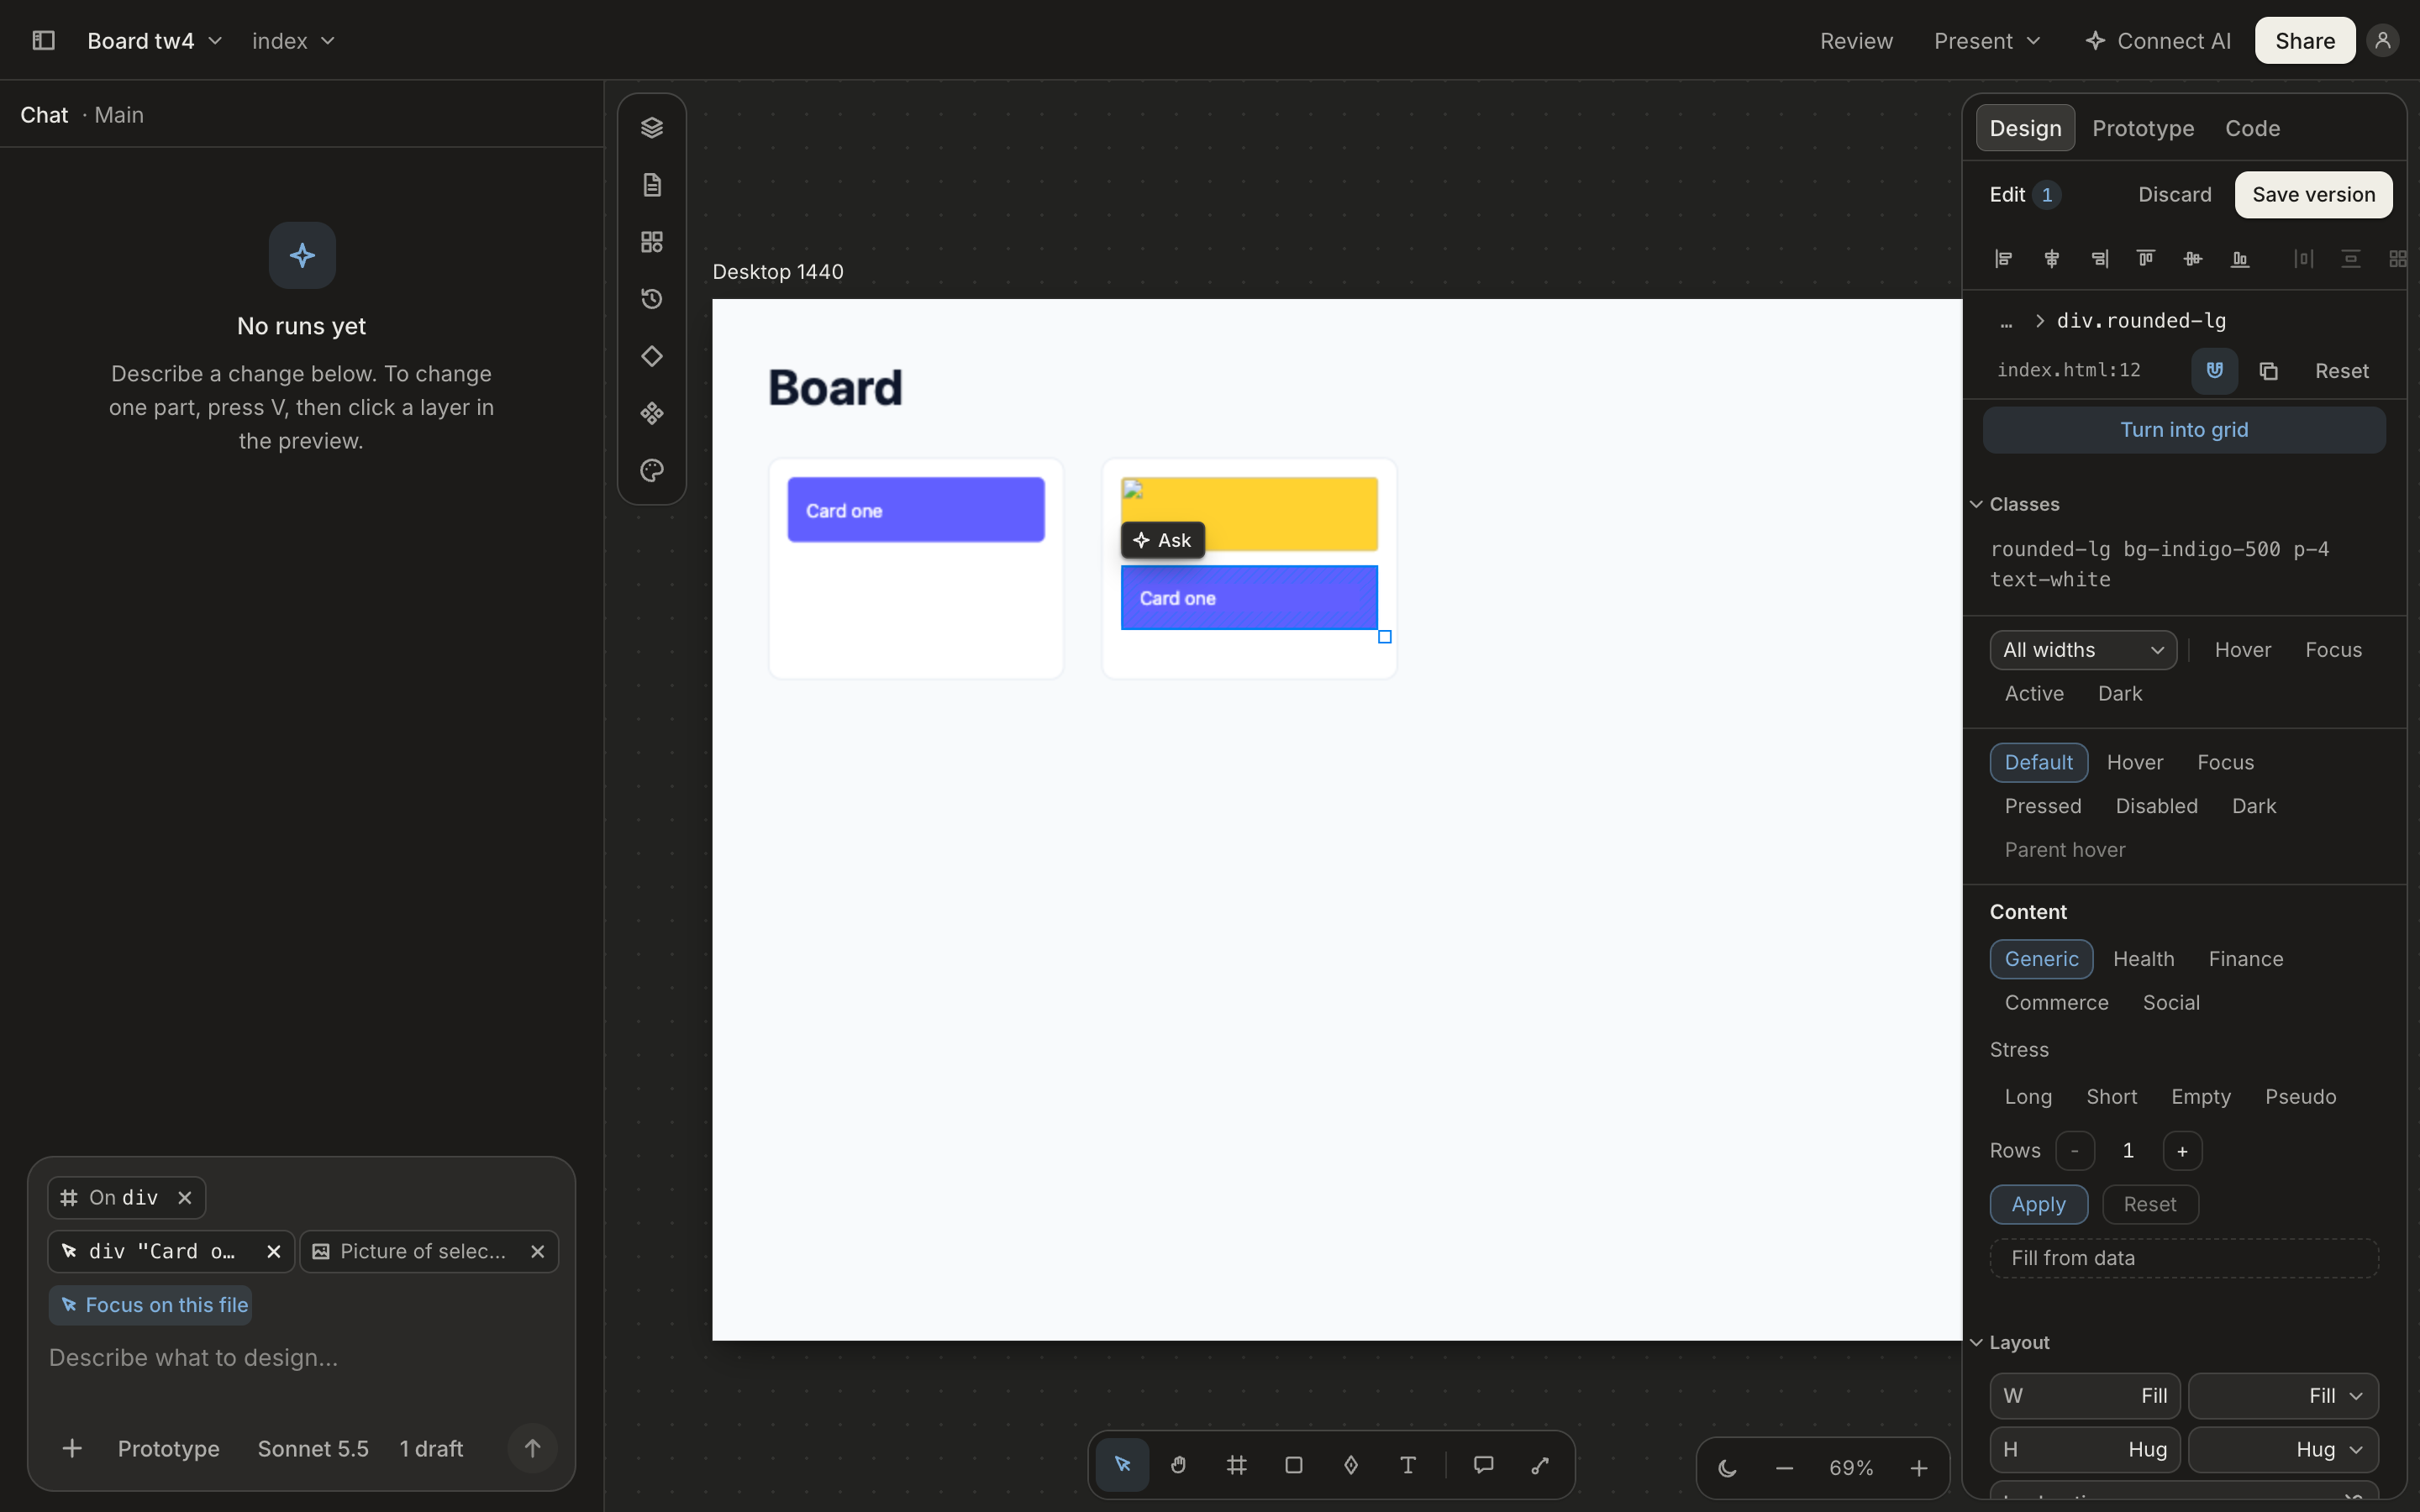 Board tw4
index
Review
Present
Connect AI
Share
Chat · Main
No runs yet
Describe a change below. To change
one part, press V, then click a layer in
the preview.
On div
div "Card o…
Picture of selec…
Focus on this file
Describe what to design...
Prototype
Sonnet 5.5
1 draft
Desktop 1440
Board
Card one
Ask
Card one
69%
Design
Prototype
Code
Edit 1
Discard
Save version
… div.rounded-lg
index.html:12
Reset
Turn into grid
Classes
rounded-lg bg-indigo-500 p-4
text-white
All widths
Hover
Focus
Active
Dark
Default
Hover
Focus
Pressed
Disabled
Dark
Parent hover
Content
Generic
Health
Finance
Commerce
Social
Stress
Long
Short
Empty
Pseudo
Rows - 1 +
Apply
Reset
Fill from data
Layout
W Fill
Fill
H Hug
Hug